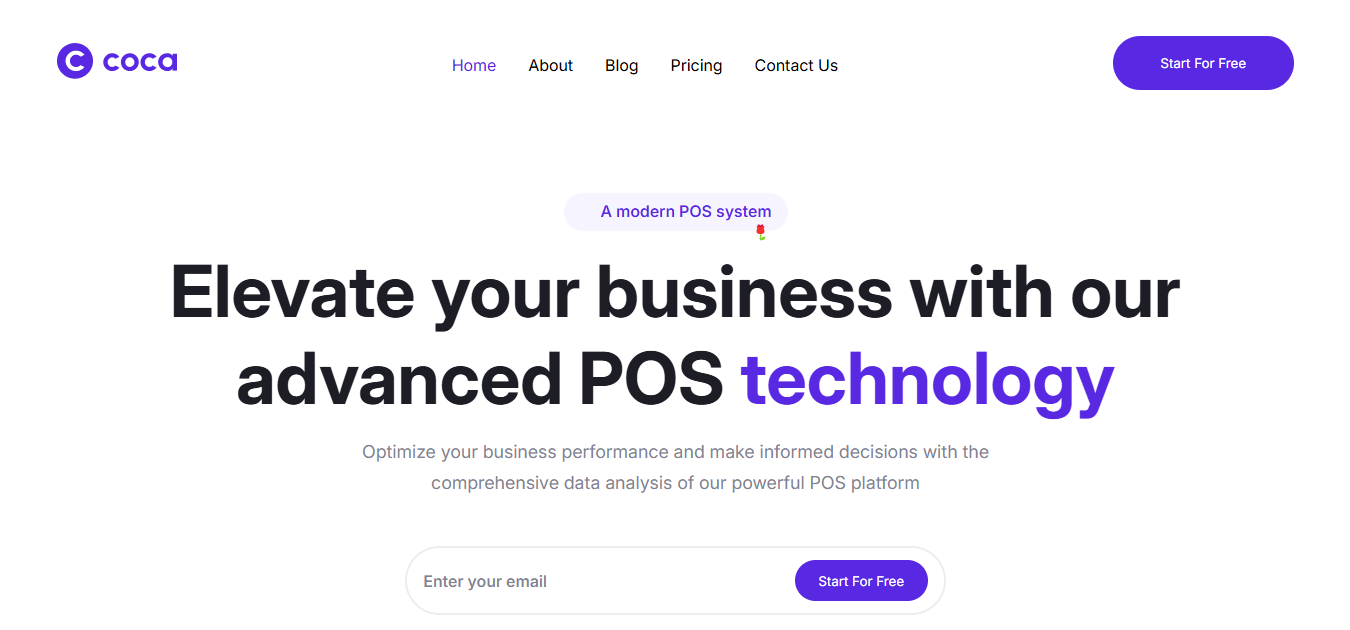 coca
Home About Blog Pricing Contact Us
Start For Free
A modern POS system
Elevate your business with our
advanced POS technology
Optimize your business performance and make informed decisions with the
comprehensive data analysis of our powerful POS platform
Enter your email
Start For Free